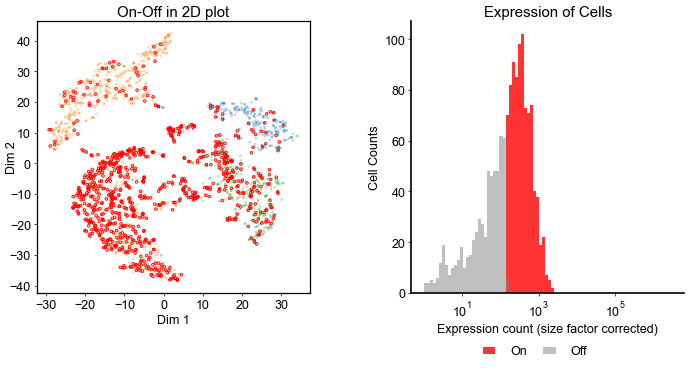 On-Off in 2D plot
40
30
20
10
0
−10
−20
−30
−40
Dim 2
−30 −20 −10 0 10 20 30
Dim 1
Expression of Cells
100
80
60
40
20
0
Cell Counts
10¹ 10³ 10⁵
Expression count (size factor corrected)
On Off